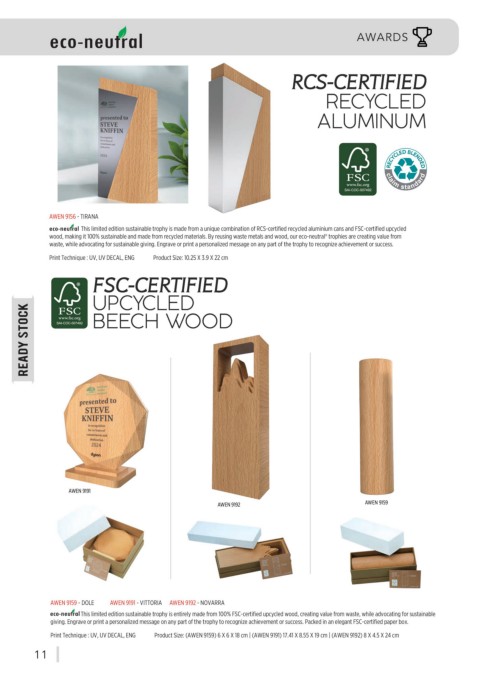 eco-neutral
AWARDS
RCS-CERTIFIED
RECYCLED
ALUMINUM
presented to
STEVE
KNIFFIN
FSC
www.fsc.org
RECYCLED BLENDED
claim standard
AWEN 9156 - TIRANA
eco-neutral This limited edition sustainable trophy is made from a unique combination of RCS-certified recycled aluminium cans and FSC-certified upcycled
wood, making it 100% sustainable and made from recycled materials. By reusing waste metals and wood, our eco-neutral® trophies are creating value from
waste, while advocating for sustainable giving. Engrave or print a personalized message on any part of the trophy to recognize achievement or success.
Print Technique : UV, UV DECAL, ENG Product Size: 10.25 X 3.9 X 22 cm
FSC
www.fsc.org
FSC-CERTIFIED
UPCYCLED
BEECH WOOD
READY STOCK
presented to
STEVE
KNIFFIN
2024
AWEN 9191
AWEN 9192
AWEN 9159
AWEN 9159 - DOLE AWEN 9191 - VITTORIA AWEN 9192 - NOVARRA
eco-neutral This limited edition sustainable trophy is entirely made from 100% FSC-certified upcycled wood, creating value from waste, while advocating for sustainable
giving. Engrave or print a personalized message on any part of the trophy to recognize achievement or success. Packed in an elegant FSC-certified paper box.
Print Technique : UV, UV DECAL, ENG Product Size: (AWEN 9159) 6 X 6 X 18 cm | (AWEN 9191) 17.41 X 8.55 X 19 cm | (AWEN 9192) 8 X 4.5 X 24 cm
11